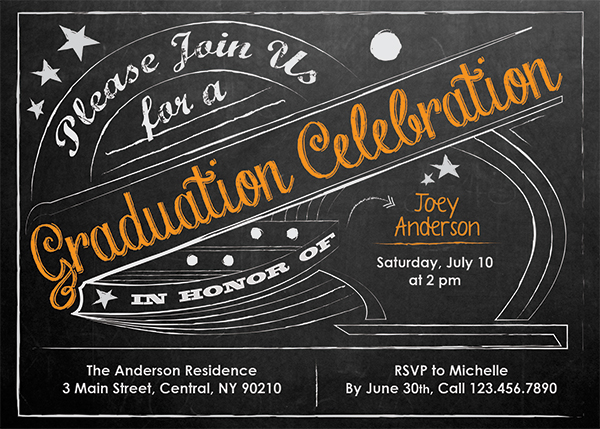 Please Join Us
for a
Graduation Celebration
IN HONOR OF
Joey
Anderson
Saturday, July 10
at 2 pm
The Anderson Residence
3 Main Street, Central, NY 90210
RSVP to Michelle
By June 30th, Call 123.456.7890